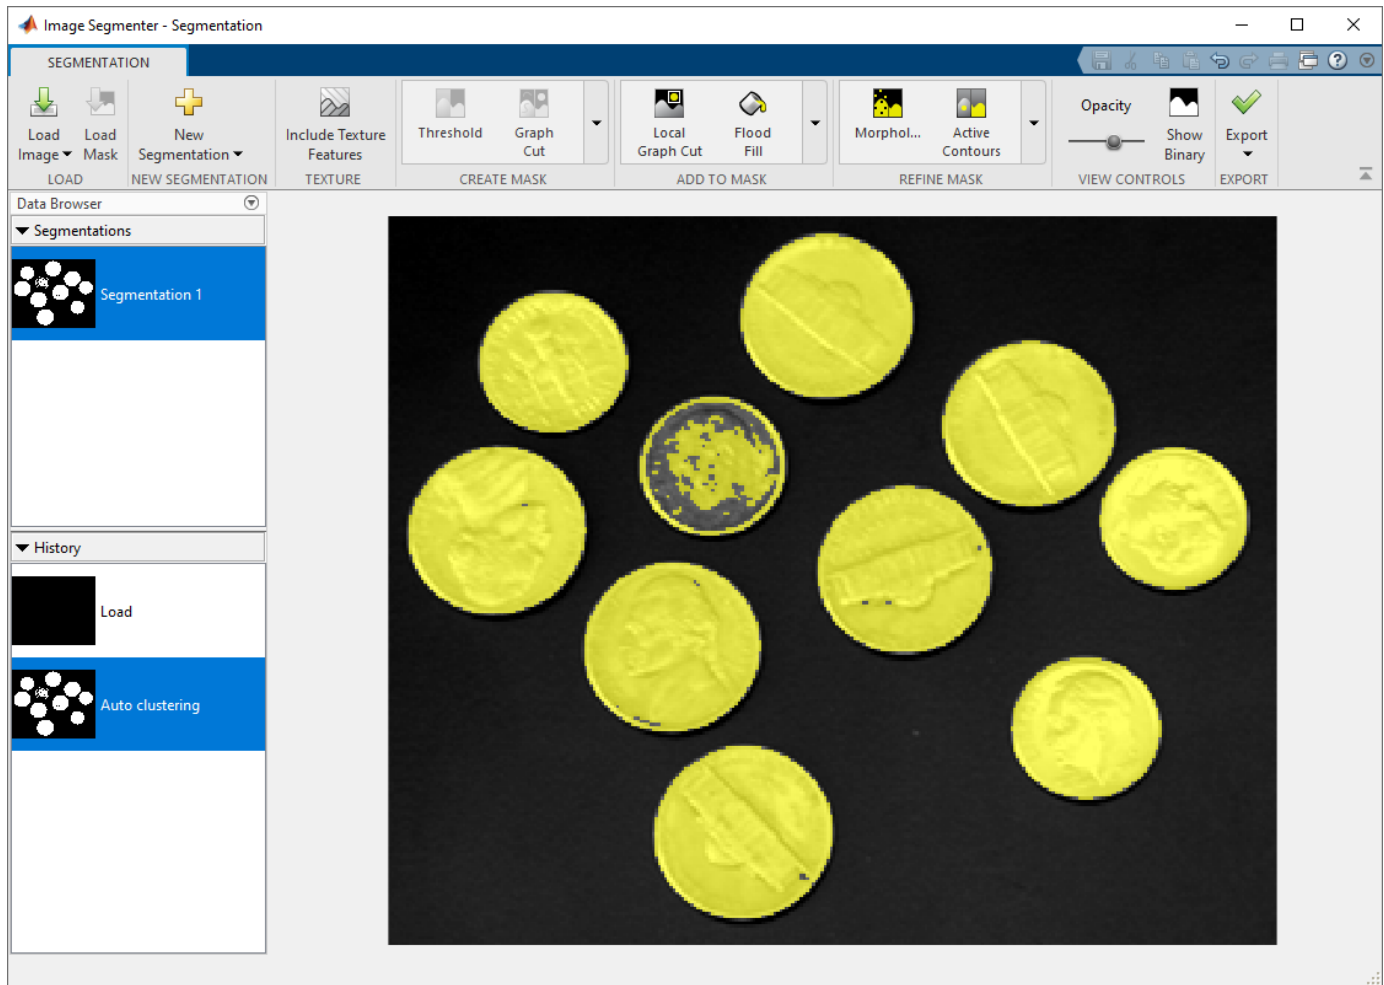 Image Segmenter - Segmentation
SEGMENTATION
Load
Image
Load
Mask
New
Segmentation
Include Texture
Features
Threshold
Graph
Cut
Local
Graph Cut
Flood
Fill
Morphol...
Active
Contours
Opacity
Show
Binary
Export
LOAD
NEW SEGMENTATION
TEXTURE
CREATE MASK
ADD TO MASK
REFINE MASK
VIEW CONTROLS
EXPORT
Data Browser
Segmentations
Segmentation 1
History
Load
Auto clustering